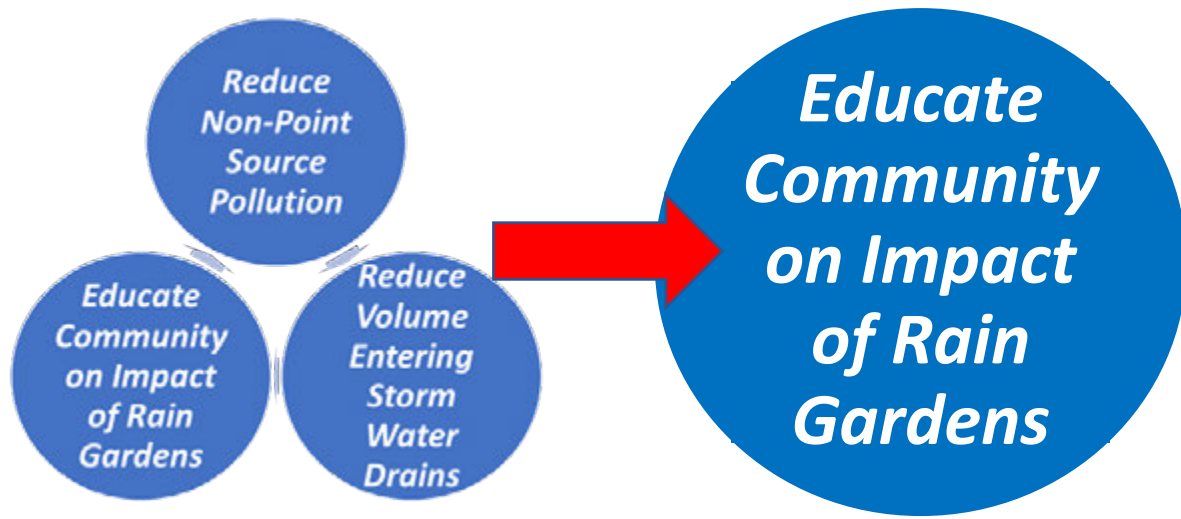 Reduce
Non-Point
Source
Pollution
Educate
Community
on Impact
of Rain
Gardens
Reduce
Volume
Entering
Storm
Water
Drains
Educate
Community
on Impact
of Rain
Gardens